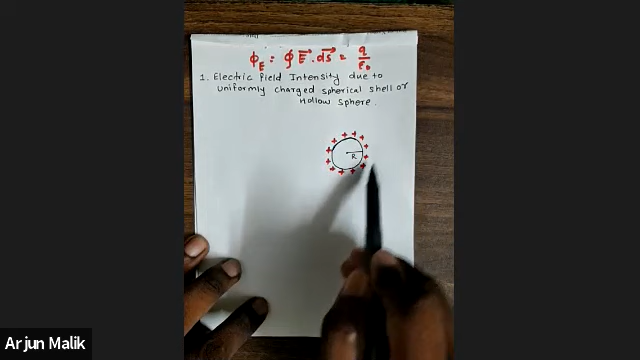 ϕE = ∮ E⃗ . ds⃗ = q/ε₀
1. Electric Field Intensity due to
uniformly charged spherical shell or
Hollow sphere.
R
Arjun Malik